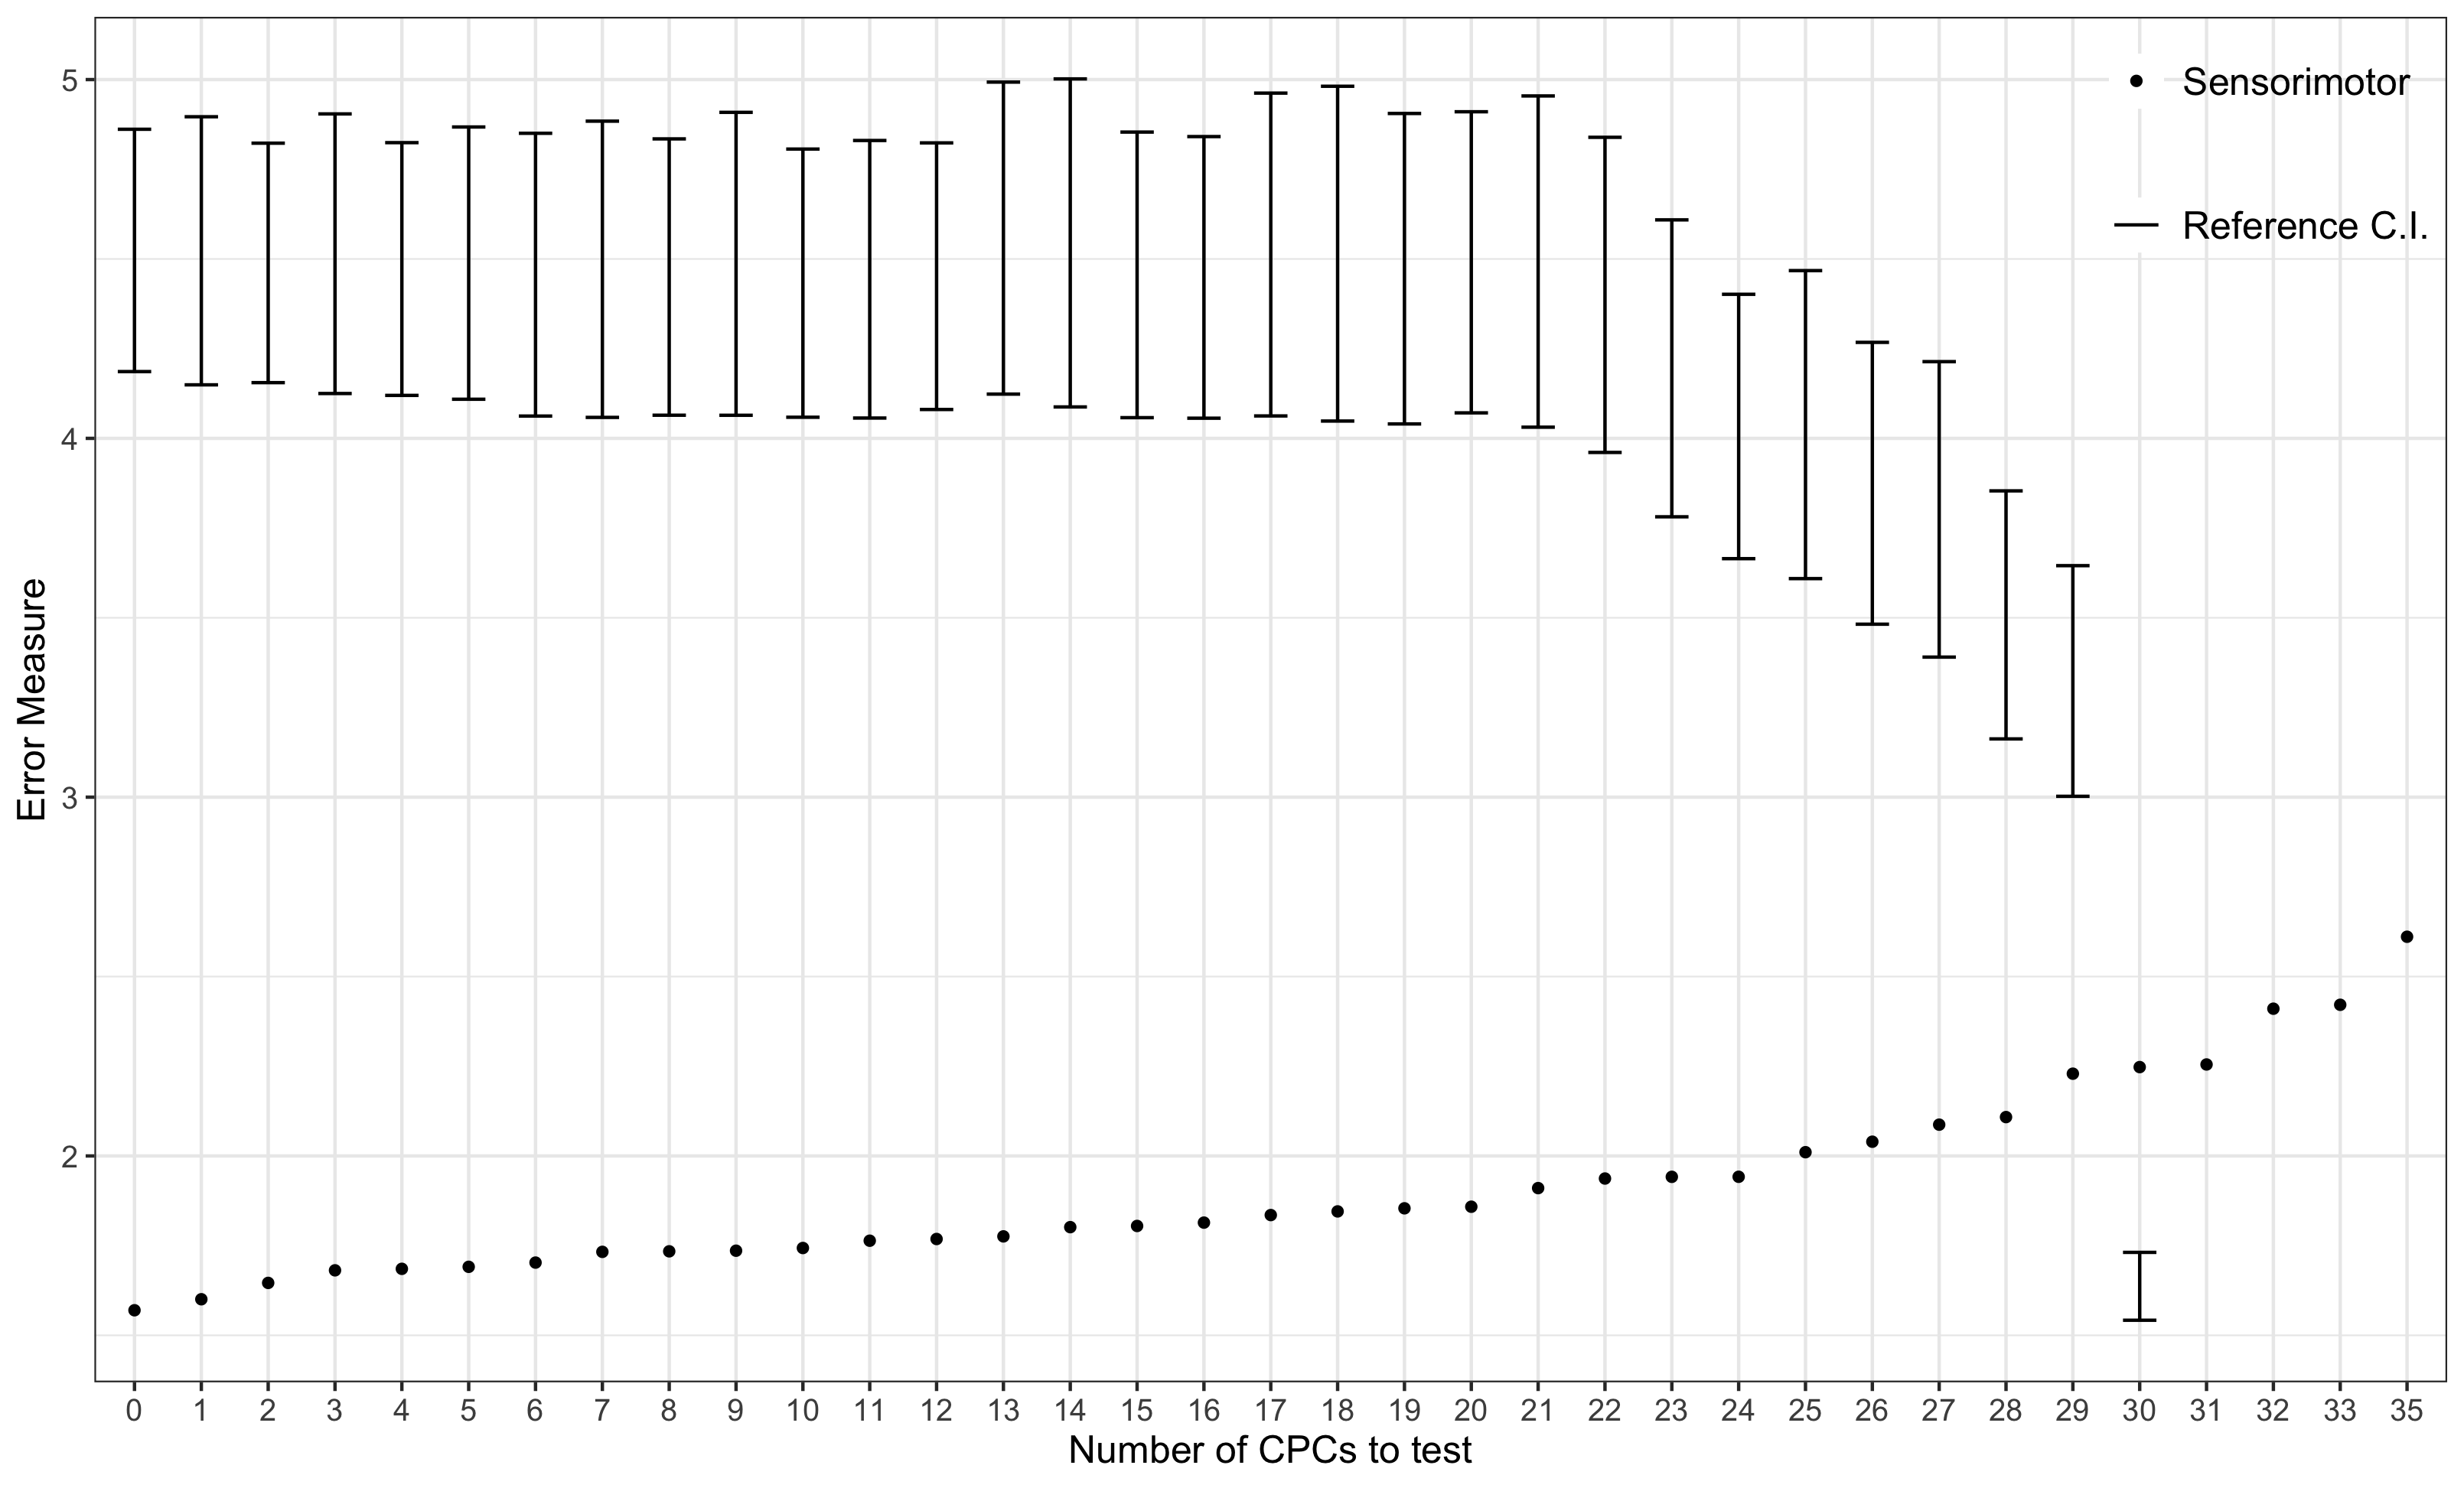 Sensorimotor
Reference C.I.
Error Measure
5
4
3
2
0 1 2 3 4 5 6 7 8 9 10 11 12 13 14 15 16 17 18 19 20 21 22 23 24 25 26 27 28 29 30 31 32 33 35
Number of CPCs to test